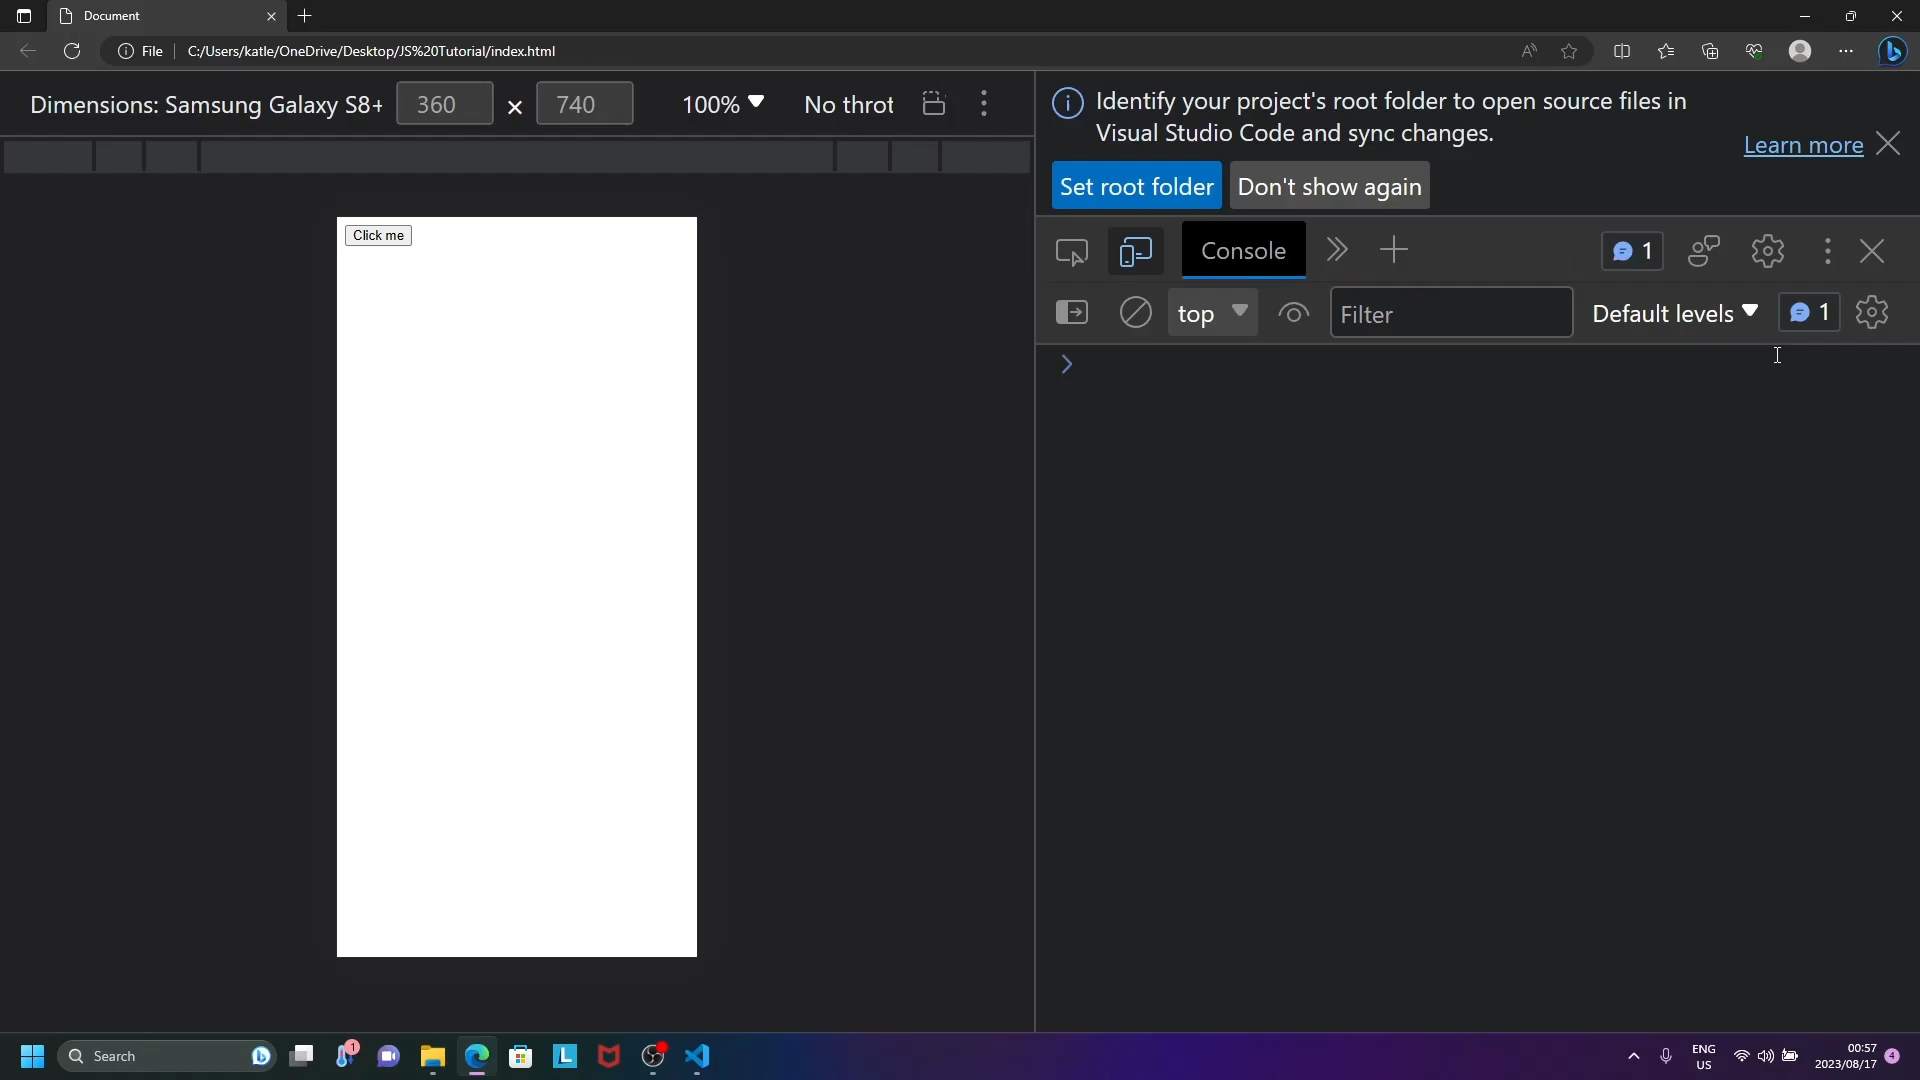 Document
File
C:/Users/katle/OneDrive/Desktop/JS%20Tutorial/index.html
Dimensions: Samsung Galaxy S8+
360
×
740
100%
No throt
Identify your project's root folder to open source files in
Visual Studio Code and sync changes.
Learn more
Set root folder
Don't show again
Click me
Console
1
top
Filter
Default levels
1
Search
1
L
ENG
US
00:57
2023/08/17
4